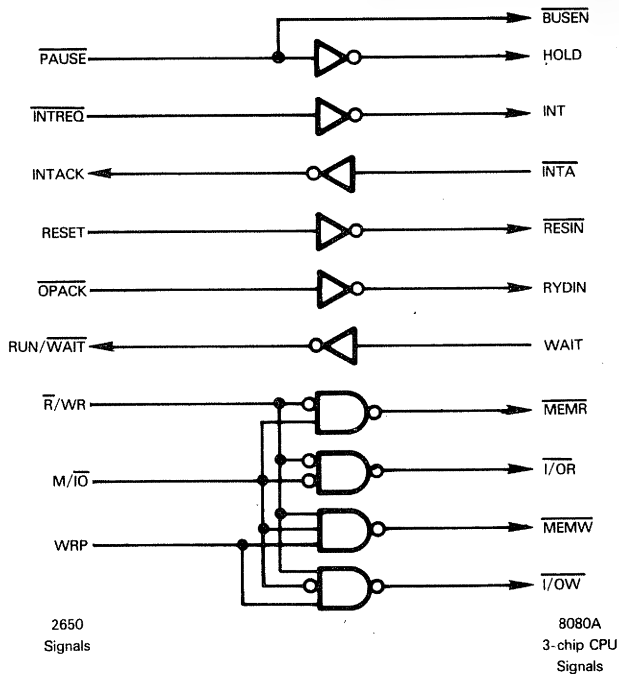 BUSEN
PAUSE HOLD
INTREQ INT
INTACK INTA
RESET RESIN
OPACK RYDIN
RUN/WAIT WAIT
R/WR MEMR
M/IO I/OR
WRP MEMW
I/OW
2650 8080A
Signals 3-chip CPU
Signals